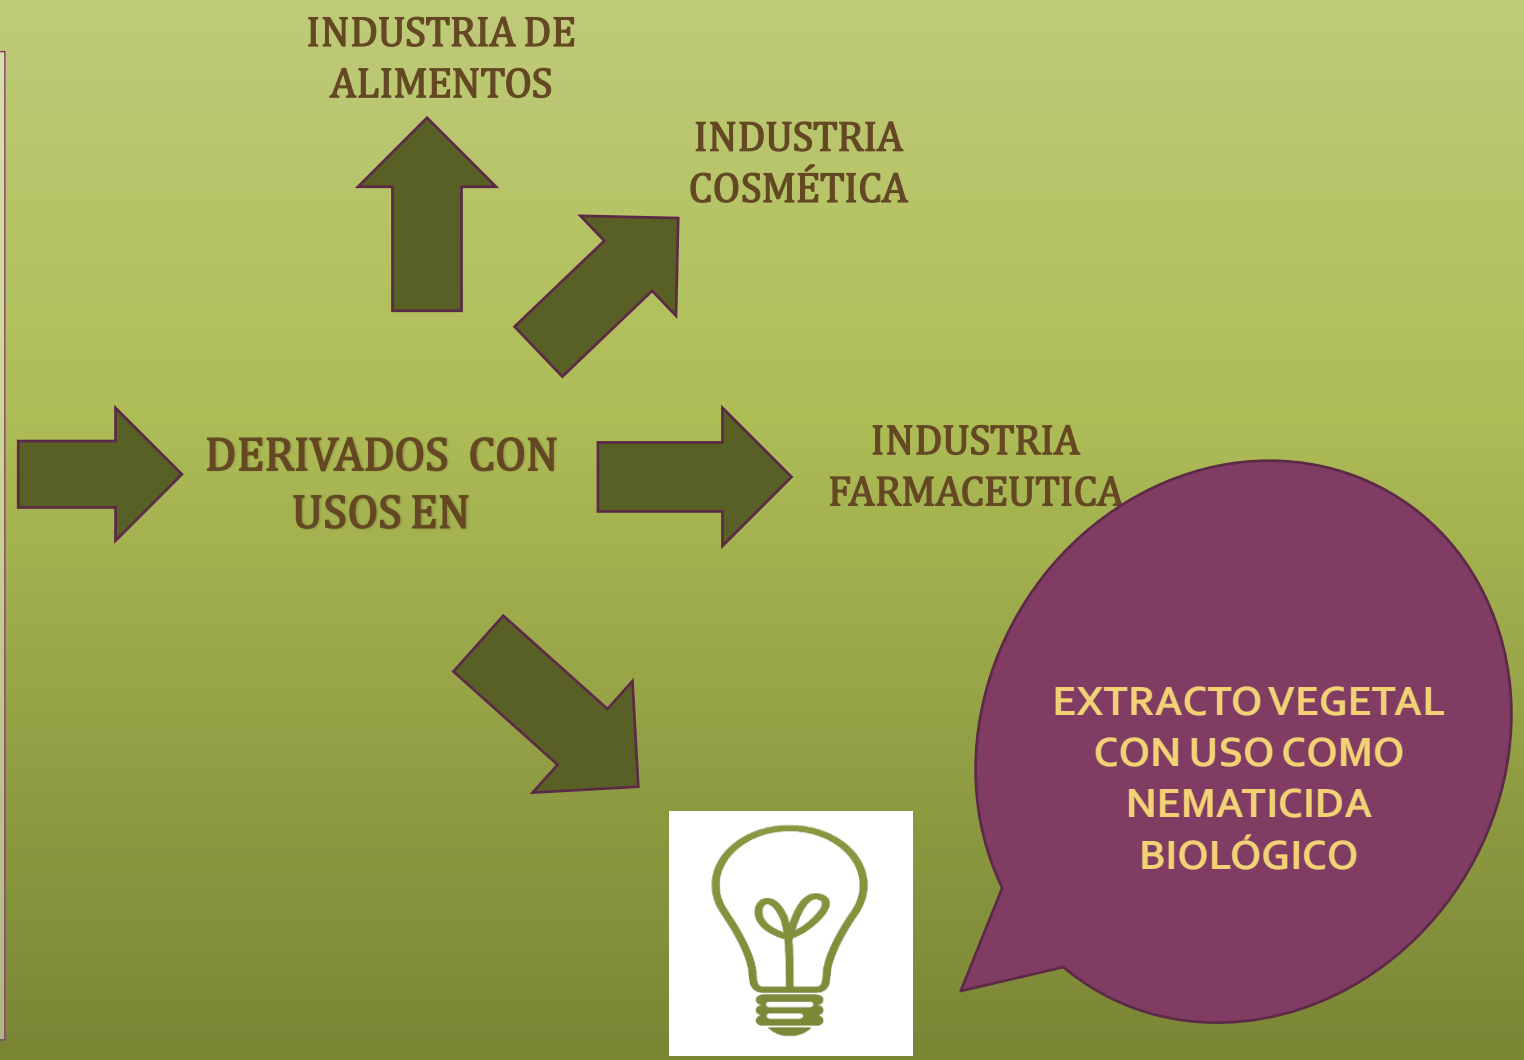 INDUSTRIA DE
ALIMENTOS
INDUSTRIA
COSMÉTICA
DERIVADOS CON
USOS EN
INDUSTRIA
FARMACEUTICA
EXTRACTO VEGETAL
CON USO COMO
NEMATICIDA
BIOLÓGICO